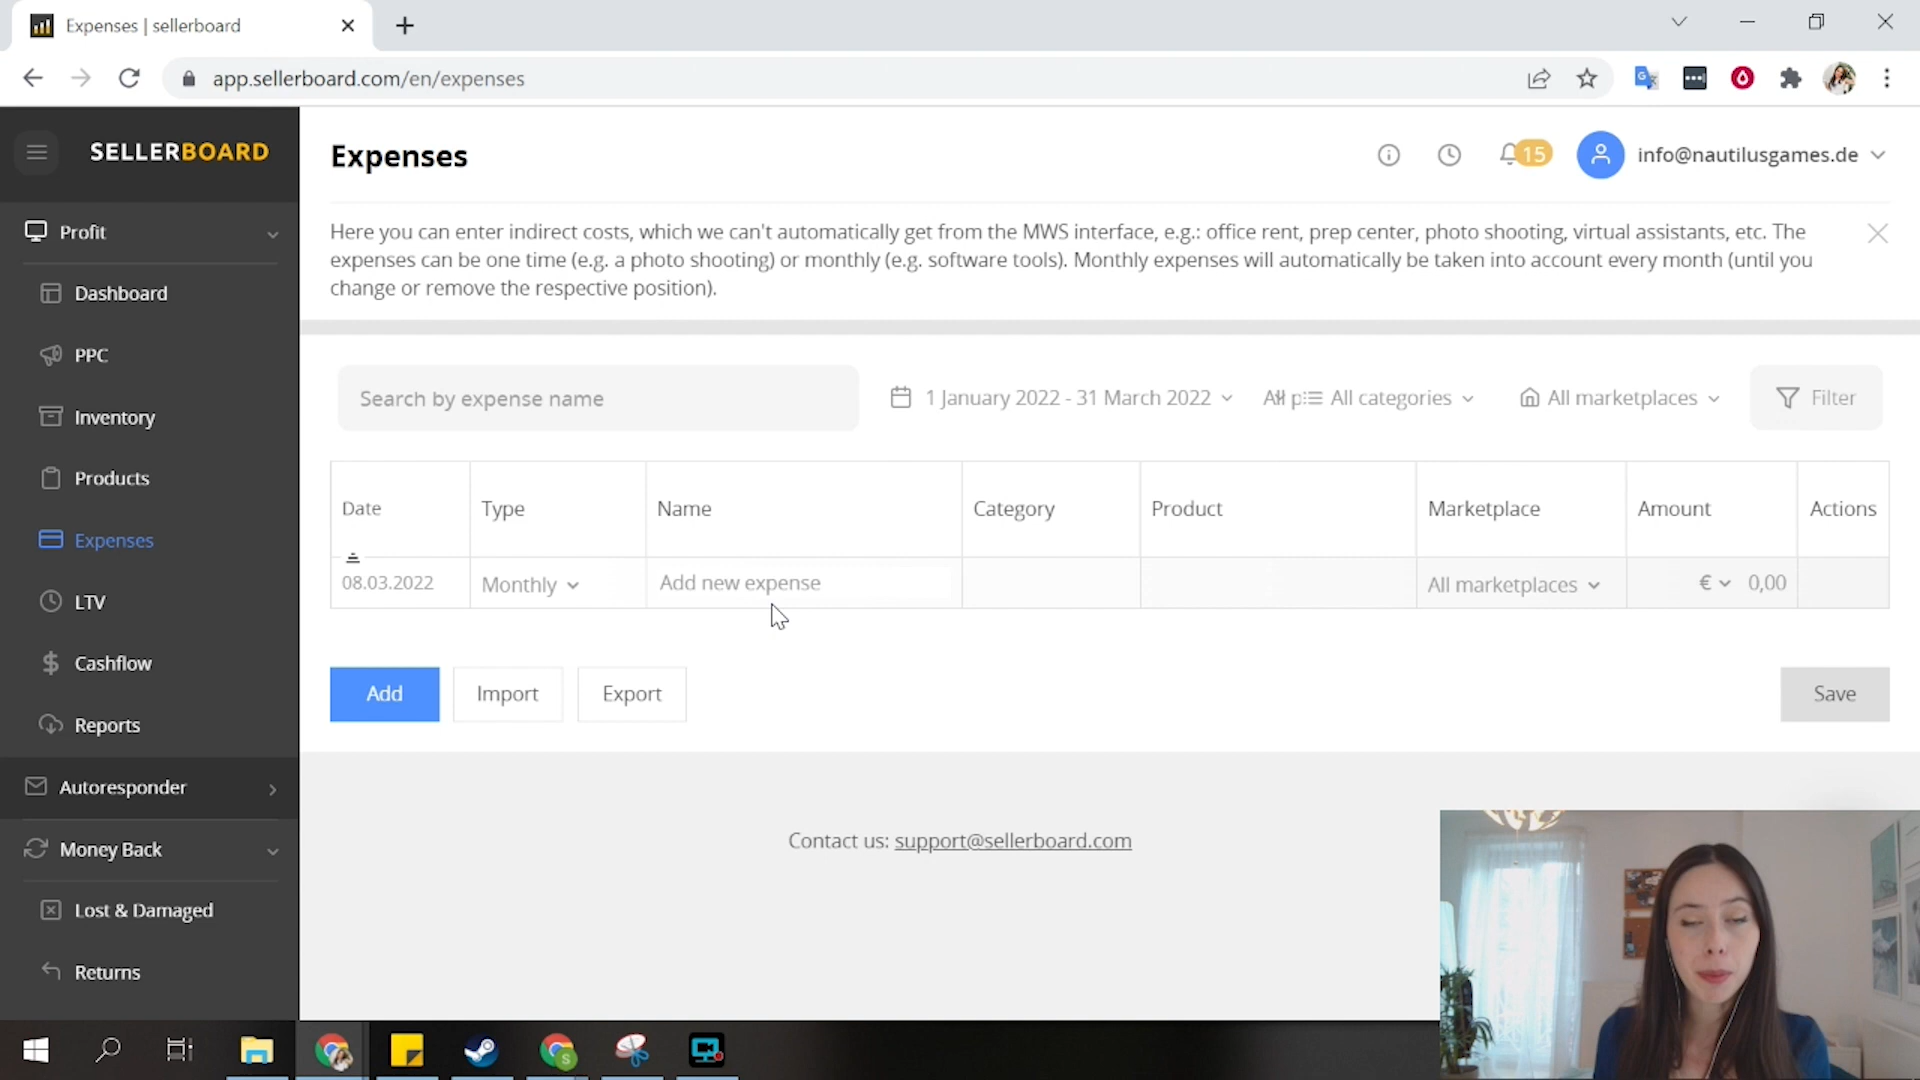 Expenses | sellerboard
app.sellerboard.com/en/expenses
SELLERBOARD
Expenses
15
info@nautilusgames.de
Here you can enter indirect costs, which we can't automatically get from the MWS interface, e.g.: office rent, prep center, photo shooting, virtual assistants, etc. The
expenses can be one time (e.g. a photo shooting) or monthly (e.g. software tools). Monthly expenses will automatically be taken into account every month (until you
change or remove the respective position).
Profit
Dashboard
PPC
Inventory
Products
Expenses
LTV
Cashflow
Reports
Autoresponder
Money Back
Lost & Damaged
Returns
Search by expense name
1 January 2022 - 31 March 2022
All categories
All marketplaces
Filter
Date Type Name Category Product Marketplace Amount Actions
08.03.2022 Monthly Add new expense All marketplaces € 0,00
Add Import Export Save
Contact us: support@sellerboard.com